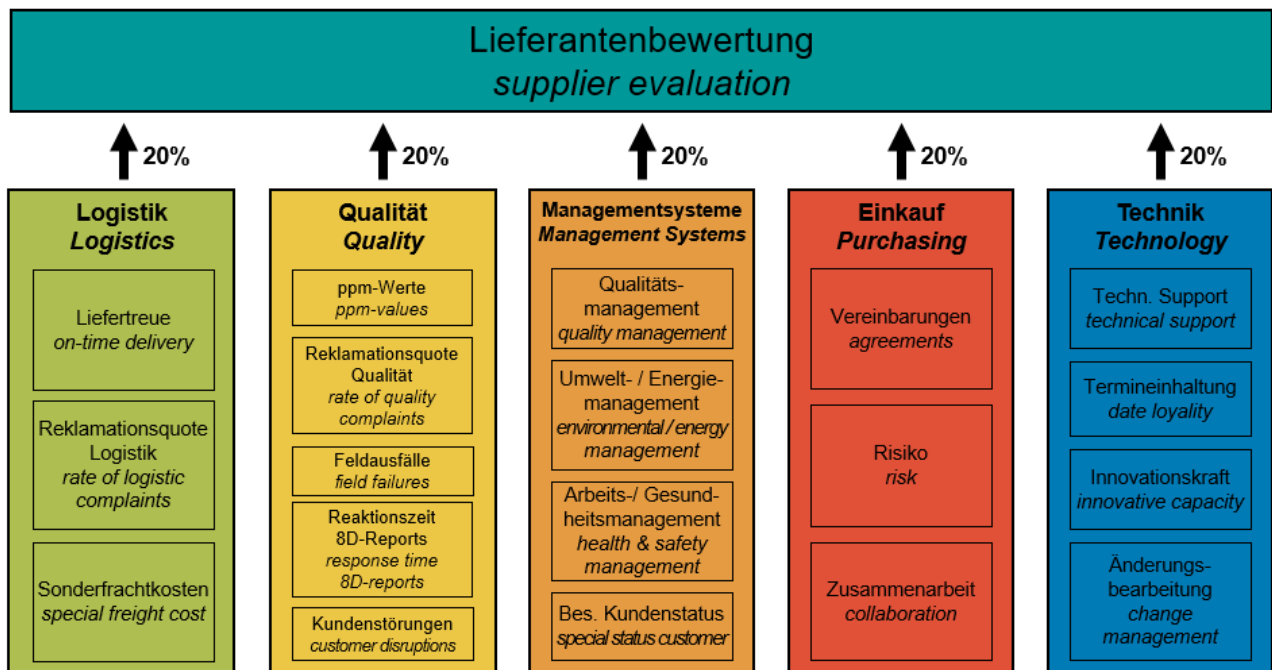 Lieferantenbewertung
supplier evaluation
20%
20%
20%
20%
20%
Logistik
Logistics
Liefertreue
on-time delivery
Reklamationsquote
Logistik
rate of logistic
complaints
Sonderfrachtkosten
special freight cost
Qualität
Quality
ppm-Werte
ppm-values
Reklamationsquote
Qualität
rate of quality
complaints
Feldausfälle
field failures
Reaktionszeit
8D-Reports
response time
8D-reports
Kundenstörungen
customer disruptions
Managementsysteme
Management Systems
Qualitäts-
management
quality management
Umwelt- / Energie-
management
environmental / energy
management
Arbeits-/ Gesund-
heitsmanagement
health & safety
management
Bes. Kundenstatus
special status customer
Einkauf
Purchasing
Vereinbarungen
agreements
Risiko
risk
Zusammenarbeit
collaboration
Technik
Technology
Techn. Support
technical support
Termineinhaltung
date loyality
Innovationskraft
innovative capacity
Änderungs-
bearbeitung
change
management